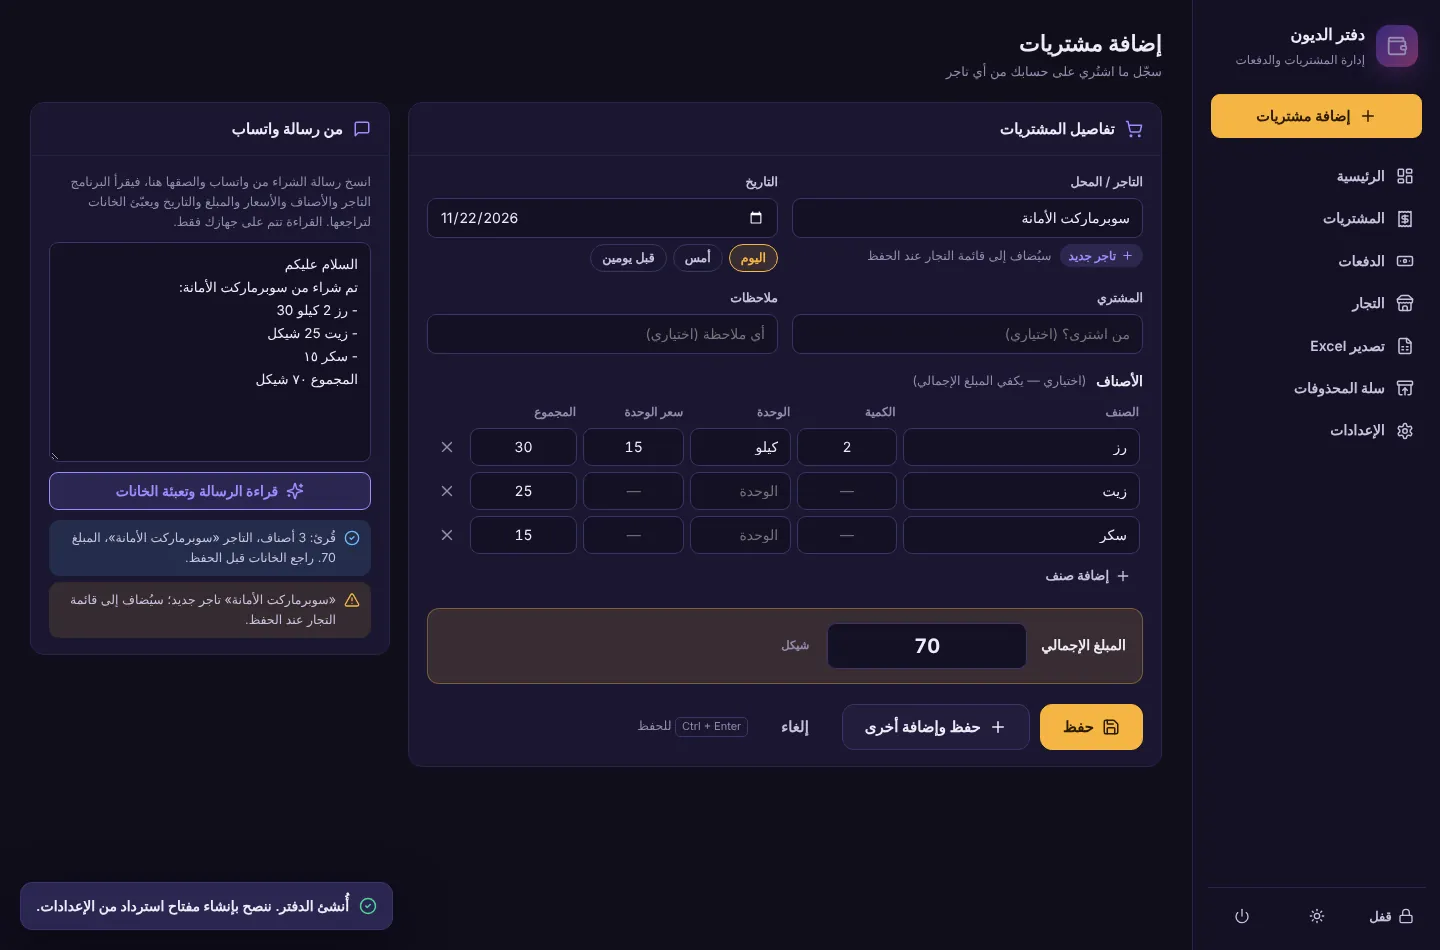 دفتر الديون
إدارة المشتريات والدفعات
إضافة مشتريات
الرئيسية
المشتريات
الدفعات
التجار
تصدير Excel
سلة المحذوفات
الإعدادات
قفل
إضافة مشتريات
سجّل ما اشتُري على حسابك من أي تاجر
تفاصيل المشتريات
التاجر / المحل
التاريخ
سوبرماركت الأمانة
11/22/2026
تاجر جديد
سيُضاف إلى قائمة التجار عند الحفظ
اليوم
أمس
قبل يومين
المشتري
ملاحظات
من اشترى؟ (اختياري)
أي ملاحظة (اختياري)
الأصناف (اختياري — يكفي المبلغ الإجمالي)
الصنف الكمية الوحدة سعر الوحدة المجموع
رز 2 كيلو 15 30
زيت — الوحدة — 25
سكر — الوحدة — 15
إضافة صنف
المبلغ الإجمالي 70 شيكل
حفظ
حفظ وإضافة أخرى
إلغاء
Ctrl + Enter للحفظ
من رسالة واتساب
انسخ رسالة الشراء من واتساب والصقها هنا، فيقرأ البرنامج
التاجر والأصناف والأسعار والمبلغ والتاريخ ويعبّئ الخانات
لتراجعها. القراءة تتم على جهازك فقط.
السلام عليكم
تم شراء من سوبرماركت الأمانة:
- رز 2 كيلو 30
- زيت 25 شيكل
- سكر ١٥
المجموع ٧٠ شيكل
قراءة الرسالة وتعبئة الخانات
قُرئ: 3 أصناف، التاجر «سوبرماركت الأمانة»، المبلغ
70. راجع الخانات قبل الحفظ.
«سوبرماركت الأمانة» تاجر جديد؛ سيُضاف إلى قائمة
التجار عند الحفظ.
أُنشئ الدفتر. ننصح بإنشاء مفتاح استرداد من الإعدادات.